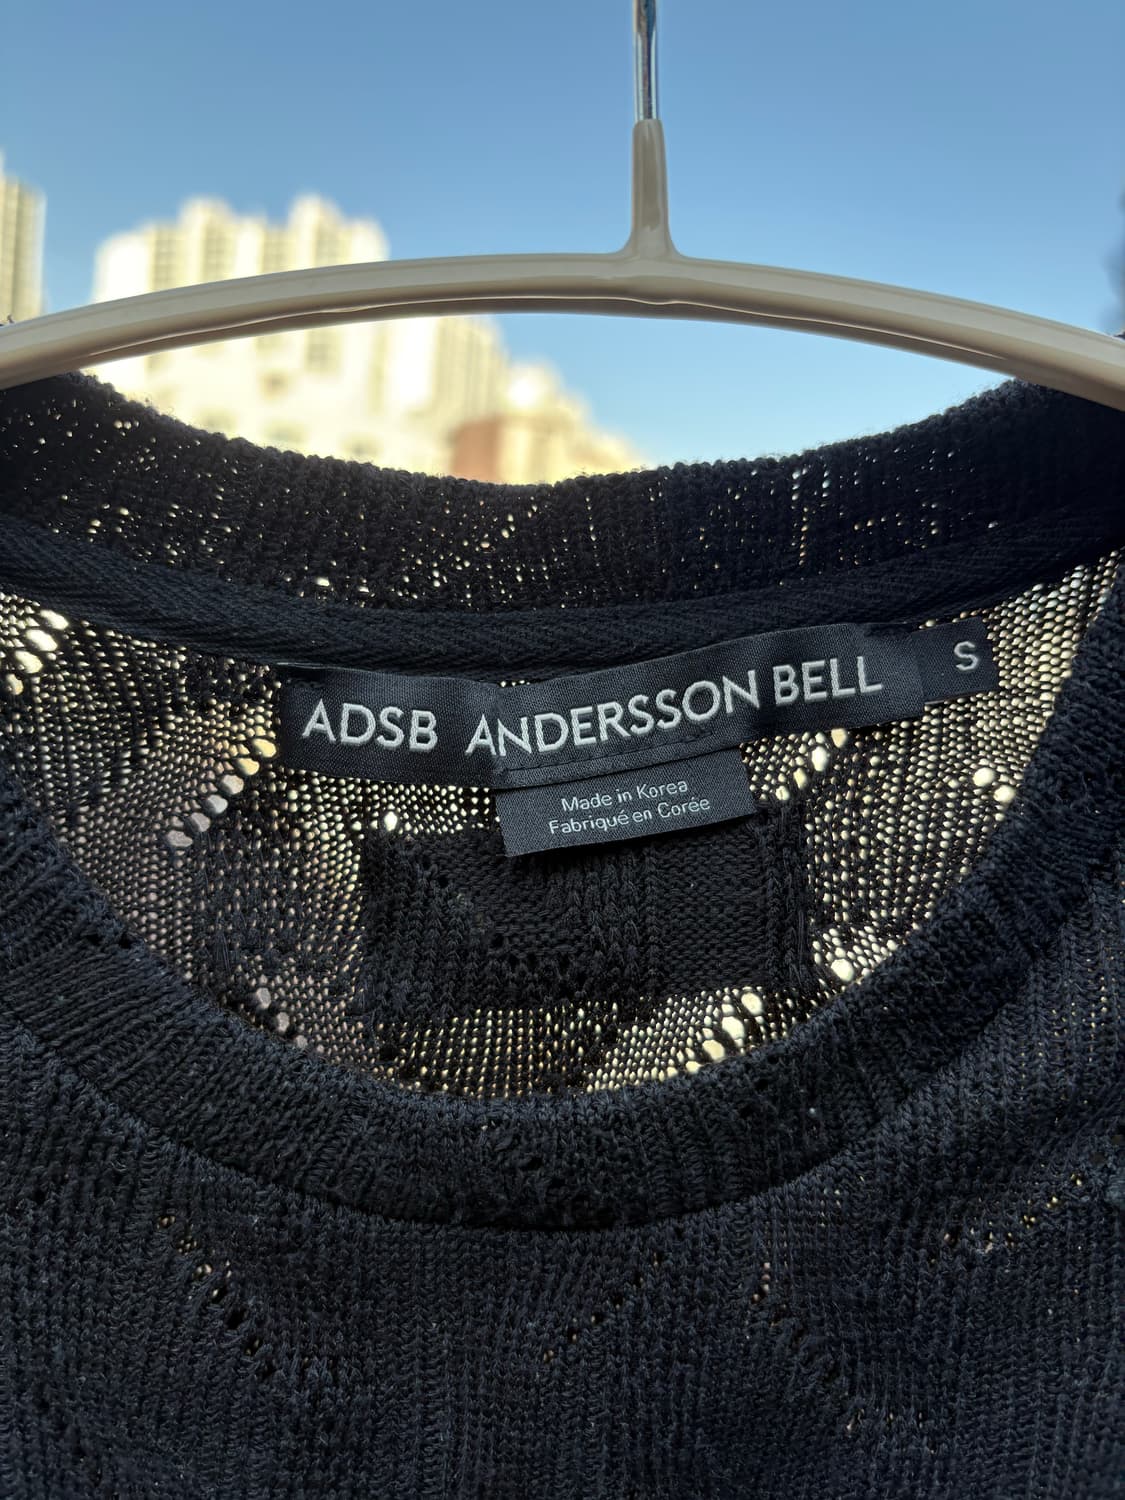 ADSB ANDERSSON BELL
S
Made in Korea
Fabriqué en Corée